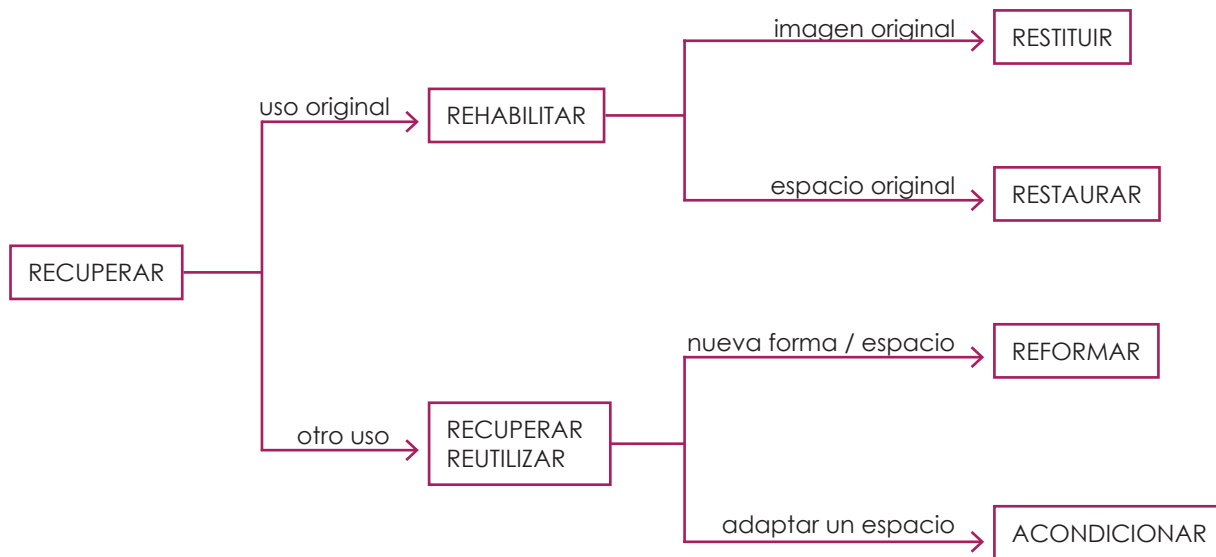 imagen original
RESTITUIR
uso original
REHABILITAR
espacio original
RESTAURAR
RECUPERAR
nueva forma / espacio
REFORMAR
otro uso
RECUPERAR
REUTILIZAR
adaptar un espacio
ACONDICIONAR